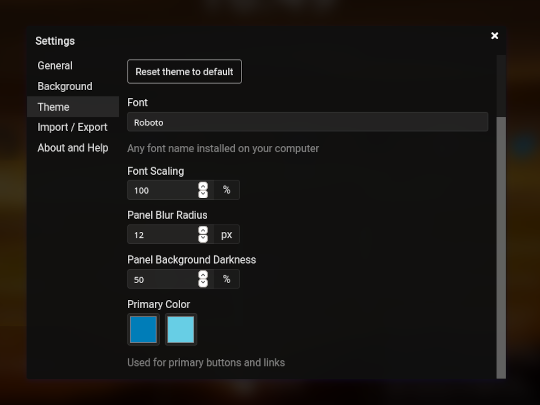 Settings
General
Background
Theme
Import / Export
About and Help
Reset theme to default
Font
Roboto
Any font name installed on your computer
Font Scaling
100 %
Panel Blur Radius
12 px
Panel Background Darkness
50 %
Primary Color
Used for primary buttons and links